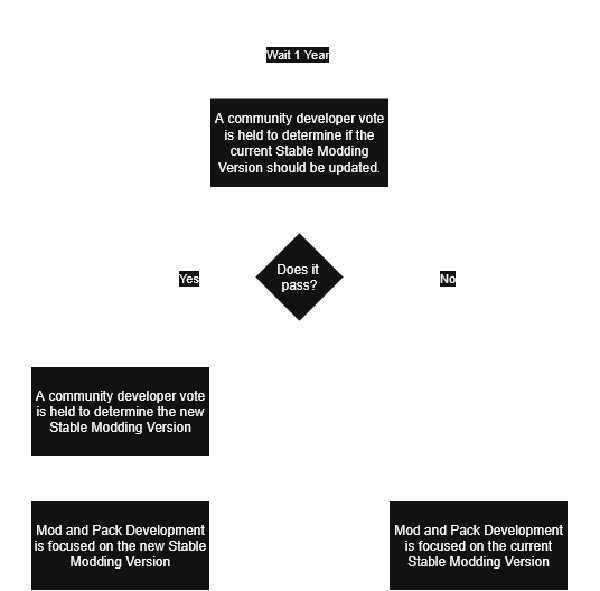 Wait 1 Year
A community developer vote
is held to determine if the
current Stable Modding
Version should be updated.
Does it
pass?
Yes
No
A community developer vote
is held to determine the new
Stable Modding Version
Mod and Pack Development
is focused on the new Stable
Modding Version
Mod and Pack Development
is focused on the current
Stable Modding Version